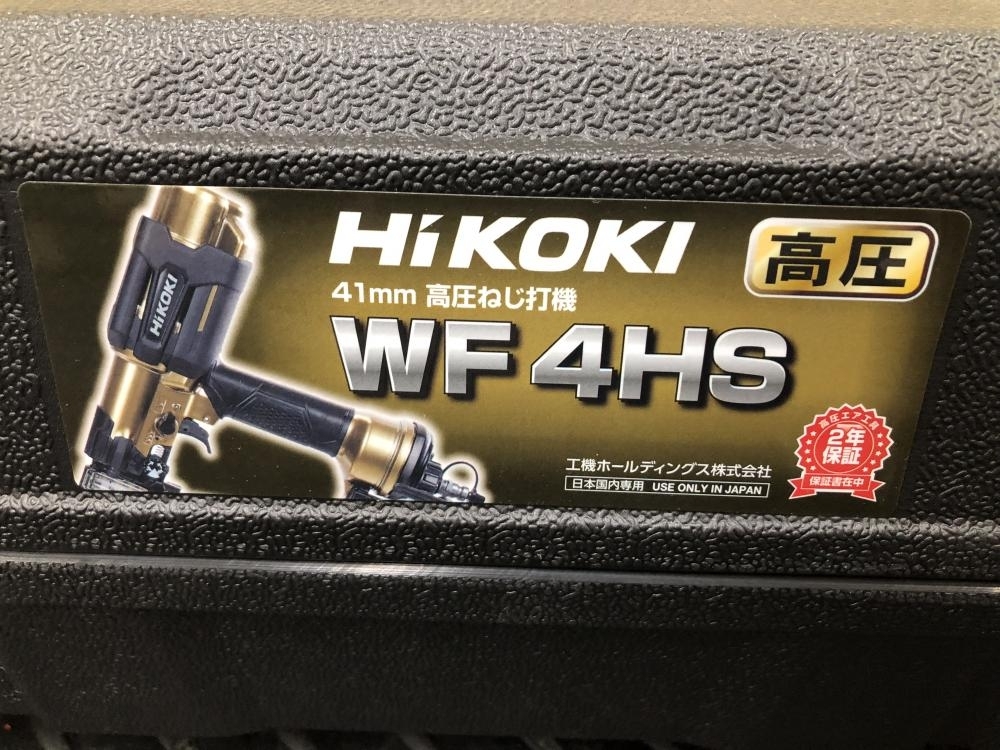 HiKOKI
高圧
41mm 高圧ねじ打機
WF 4HS
HiKOKI
高圧エア工具
2年
保証
保証書在中
工機ホールディングス株式会社
日本国内専用 USE ONLY IN JAPAN